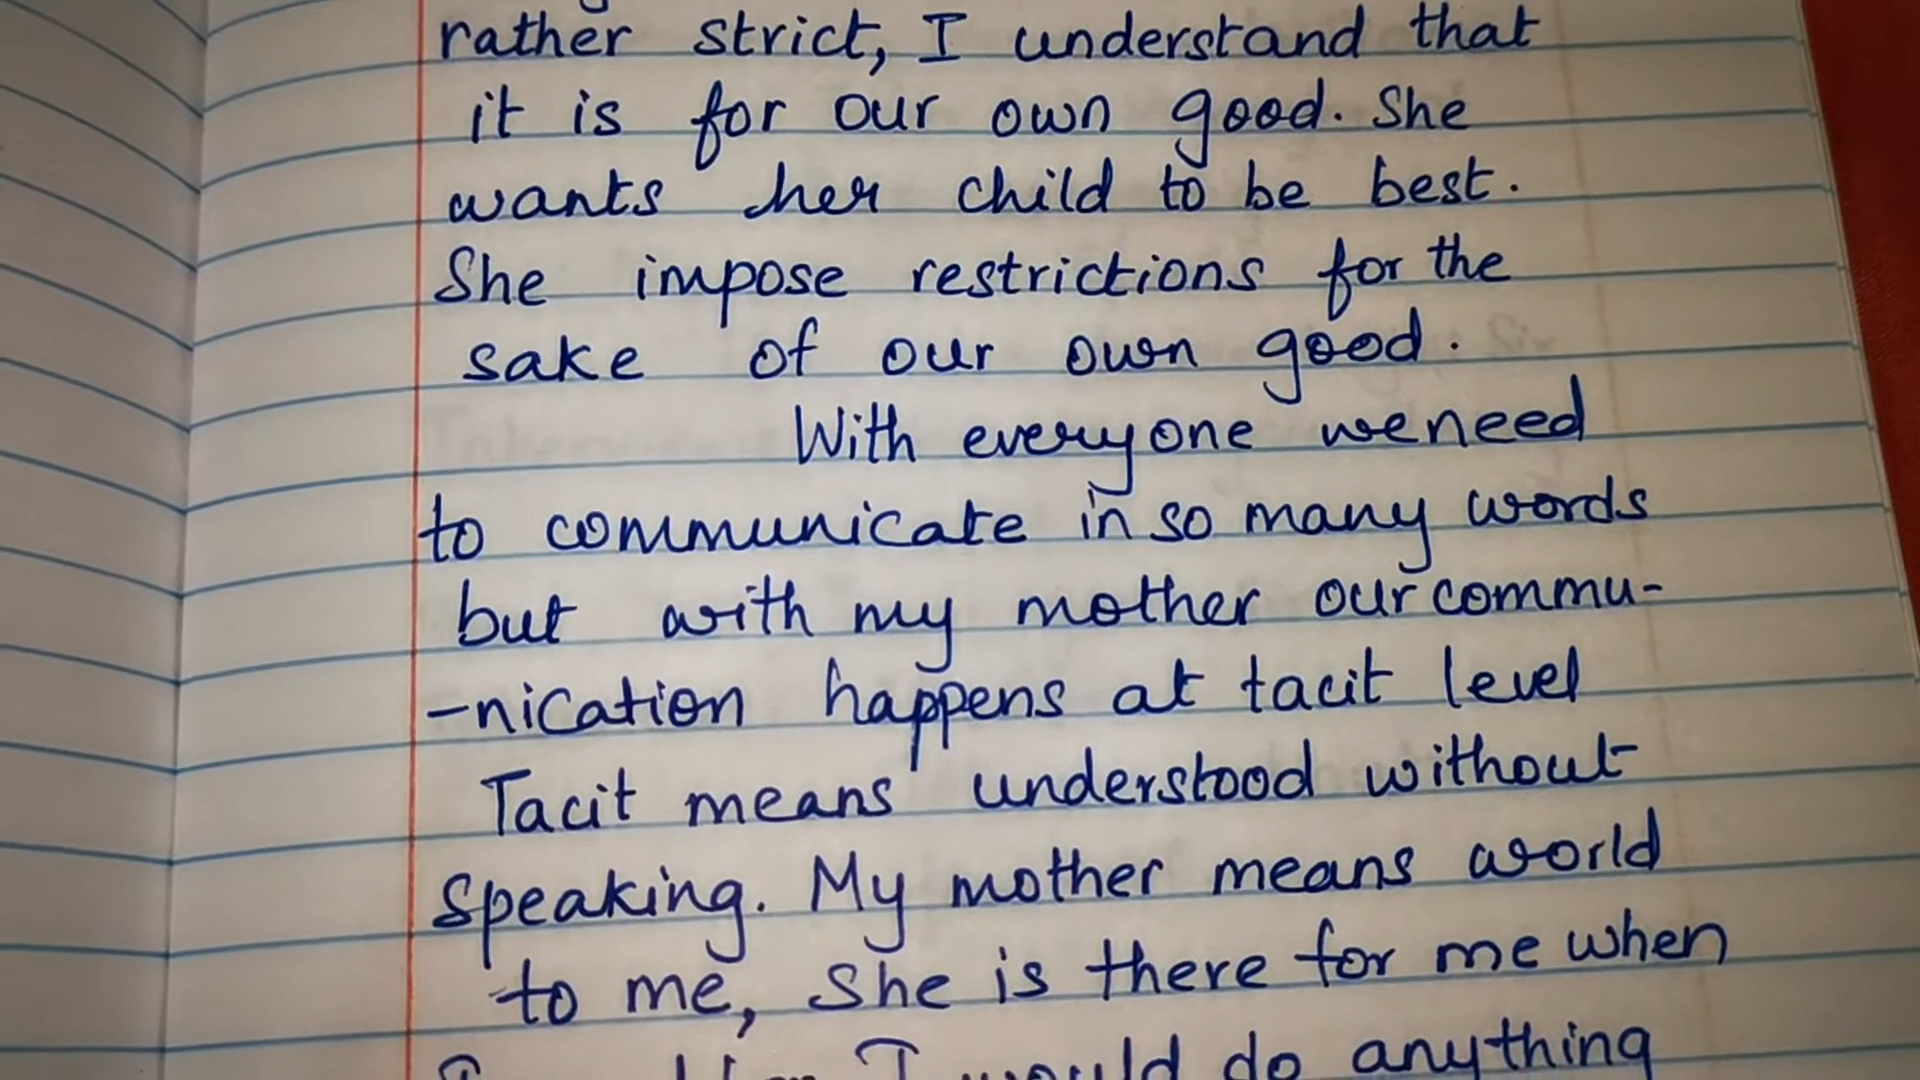 rather strict, I understand that
it is for our own good. She
wants her child to be best.
She impose restrictions for the
sake of our own good.
With everyone we need
to communicate in so many words
but with my mother our commu-
-nication happens at tacit level
Tacit means understood without
speaking. My mother means world
to me, She is there for me when
I would do anything